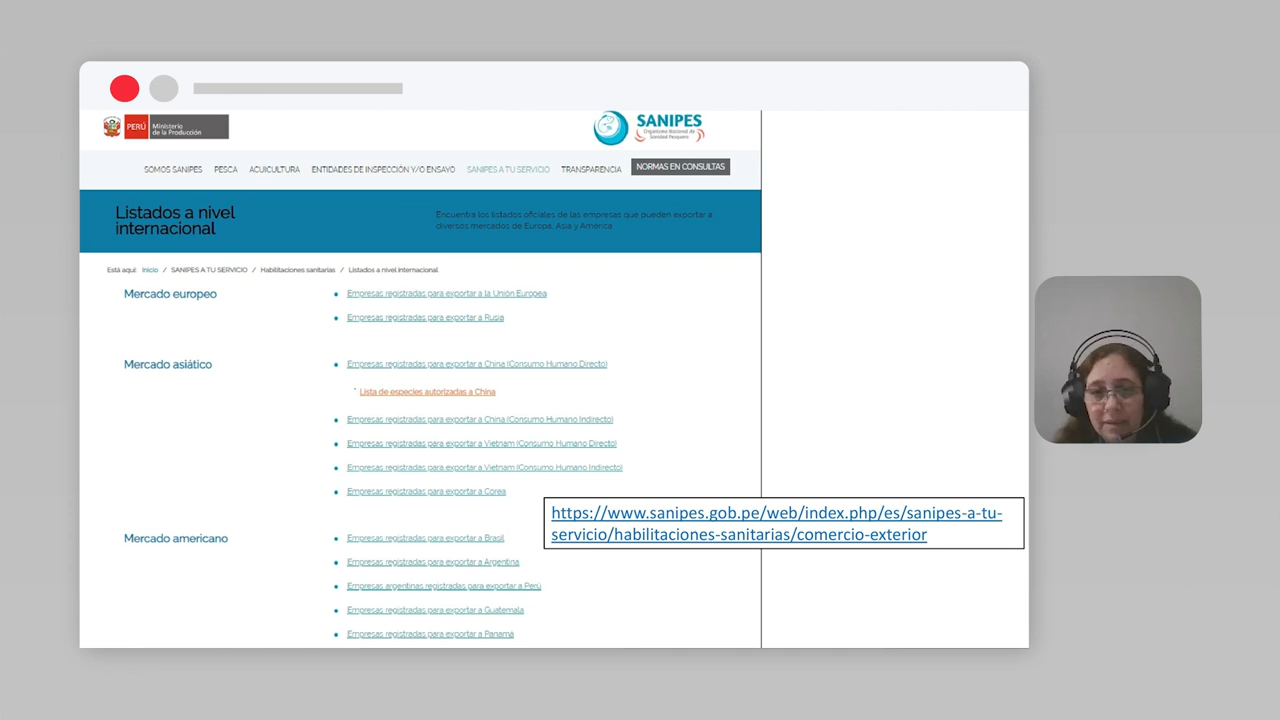 PERÚ
Ministerio
de la Producción
SANIPES
Organismo Nacional de
Sanidad Pesquera
SOMOS SANIPES PESCA ACUICULTURA ENTIDADES DE INSPECCIÓN Y/O ENSAYO SANIPES A TU SERVICIO TRANSPARENCIA NORMAS EN CONSULTAS
Listados a nivel
internacional
Encuentra los listados oficiales de las empresas que pueden exportar a
diversos mercados de Europa, Asia y América
Está aquí: Inicio / SANIPES A TU SERVICIO / Habilitaciones sanitarias / Listados a nivel internacional
Mercado europeo
• Empresas registradas para exportar a la Unión Europea
• Empresas registradas para exportar a Rusia
Mercado asiático
• Empresas registradas para exportar a China (Consumo Humano Directo)
* Lista de especies autorizadas a China
• Empresas registradas para exportar a China (Consumo Humano Indirecto)
• Empresas registradas para exportar a Vietnam (Consumo Humano Directo)
• Empresas registradas para exportar a Vietnam (Consumo Humano Indirecto)
• Empresas registradas para exportar a Corea
https://www.sanipes.gob.pe/web/index.php/es/sanipes-a-tu-
servicio/habilitaciones-sanitarias/comercio-exterior
Mercado americano
• Empresas registradas para exportar a Brasil
• Empresas registradas para exportar a Argentina
• Empresas argentinas registradas para exportar a Perú
• Empresas registradas para exportar a Guatemala
• Empresas registradas para exportar a Panamá